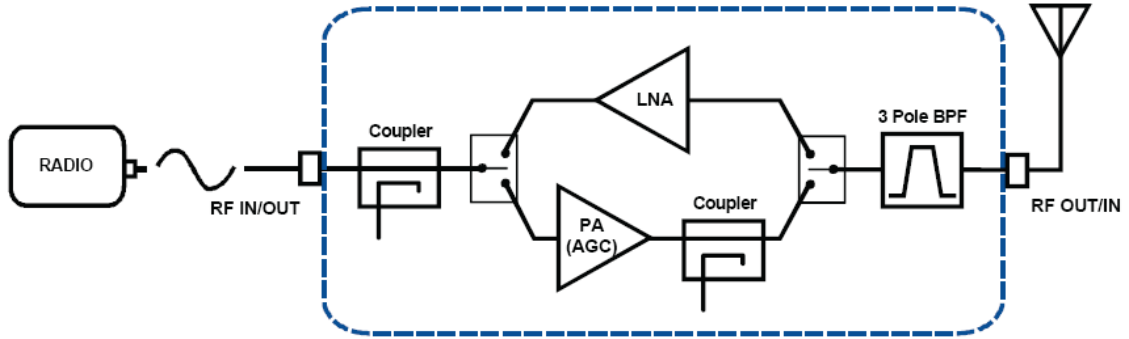 RADIO
RF IN/OUT
Coupler
LNA
PA
(AGC)
Coupler
3 Pole BPF
RF OUT/IN